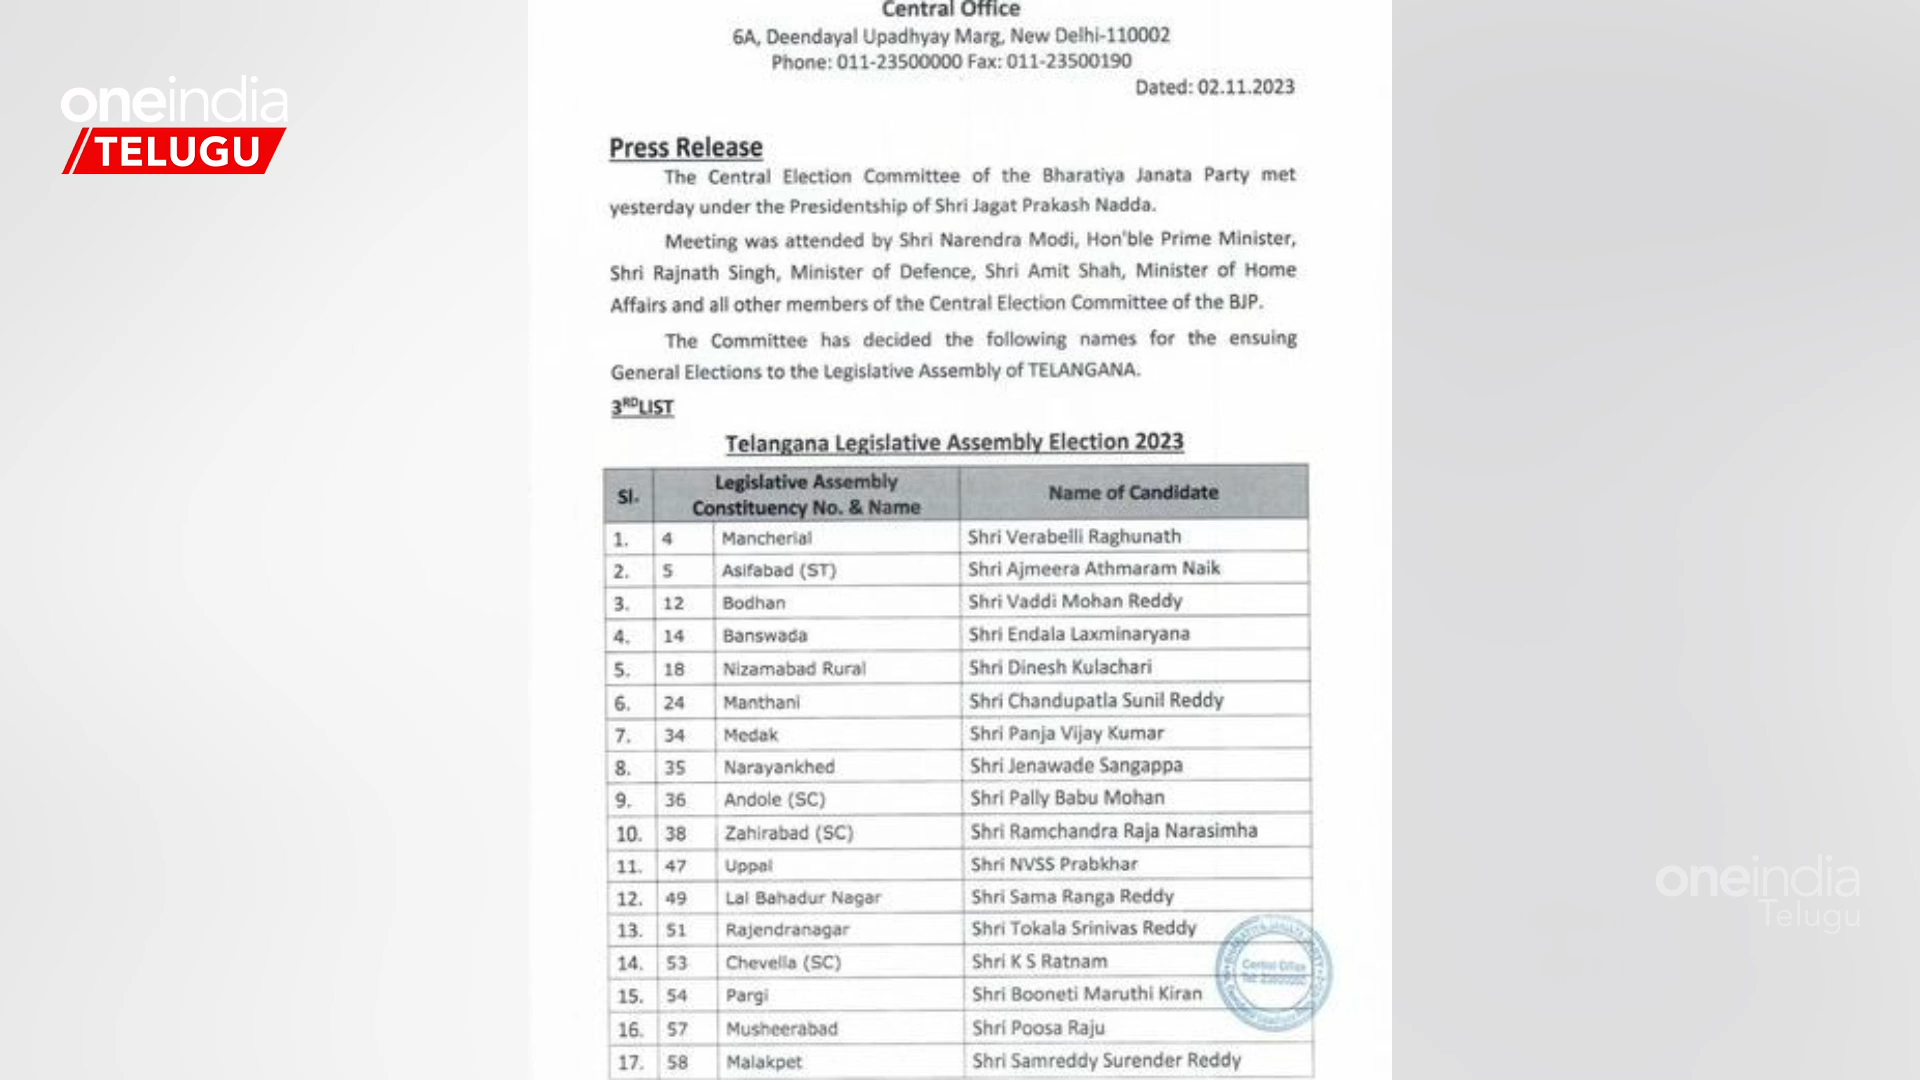 Central Office
6A, Deendayal Upadhyay Marg, New Delhi-110002
Phone: 011-23500000 Fax: 011-23500190
Dated: 02.11.2023
oneindia
TELUGU
Press Release
The Central Election Committee of the Bharatiya Janata Party met
yesterday under the Presidentship of Shri Jagat Prakash Nadda.
Meeting was attended by Shri Narendra Modi, Hon'ble Prime Minister,
Shri Rajnath Singh, Minister of Defence, Shri Amit Shah, Minister of Home
Affairs and all other members of the Central Election Committee of the BJP.
The Committee has decided the following names for the ensuing
General Elections to the Legislative Assembly of TELANGANA.
3RD LIST
Telangana Legislative Assembly Election 2023
Sl. Legislative Assembly Constituency No. & Name Name of Candidate
1. 4 Mancherial Shri Verabelli Raghunath
2. 5 Asifabad (ST) Shri Ajmeera Athmaram Naik
3. 12 Bodhan Shri Vaddi Mohan Reddy
4. 14 Banswada Shri Endala Laxminaryana
5. 18 Nizamabad Rural Shri Dinesh Kulachari
6. 24 Manthani Shri Chandupatla Sunil Reddy
7. 34 Medak Shri Panja Vijay Kumar
8. 35 Narayankhed Shri Jenawade Sangappa
9. 36 Andole (SC) Shri Pally Babu Mohan
10. 38 Zahirabad (SC) Shri Ramchandra Raja Narasimha
11. 47 Uppal Shri NVSS Prabkhar
12. 49 Lal Bahadur Nagar Shri Sama Ranga Reddy
13. 51 Rajendranagar Shri Tokala Srinivas Reddy
14. 53 Chevella (SC) Shri K S Ratnam
15. 54 Pargi Shri Booneti Maruthi Kiran
16. 57 Musheerabad Shri Poosa Raju
17. 58 Malakpet Shri Samreddy Surender Reddy
Central Office
oneindia
Telugu